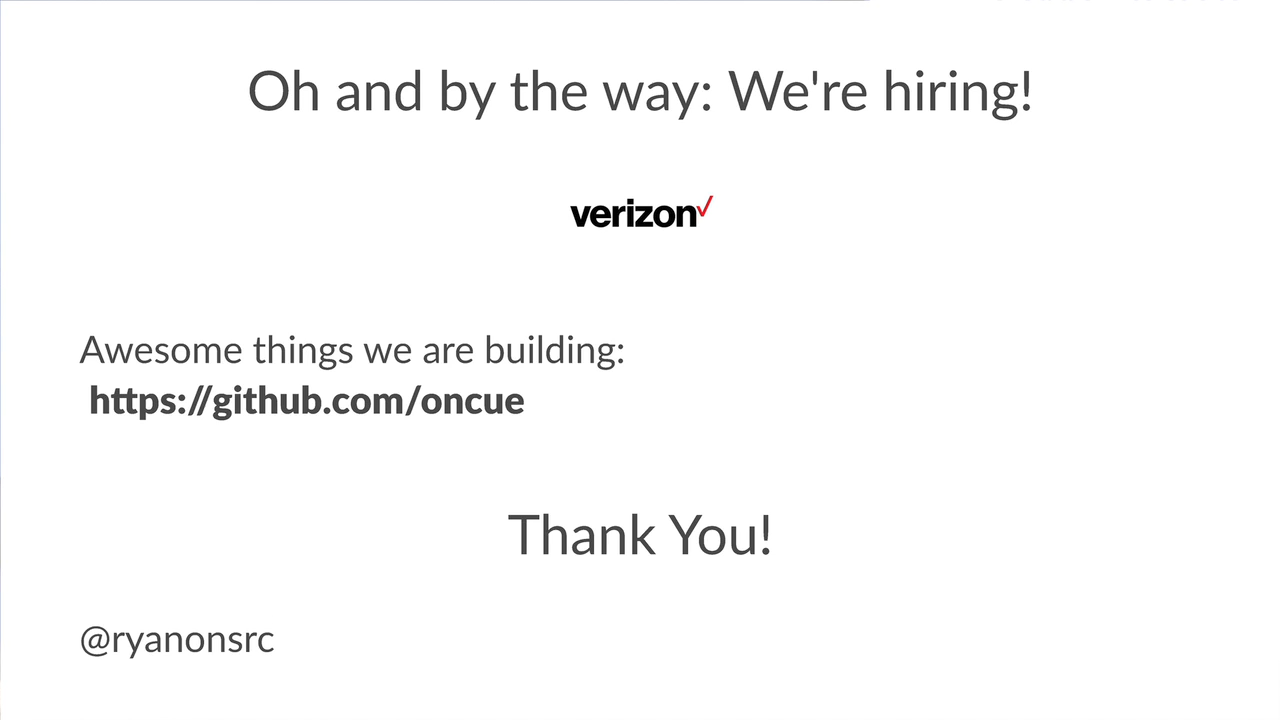 Oh and by the way: We're hiring!
verizon✓
Awesome things we are building:
https://github.com/oncue
Thank You!
@ryanonsrc